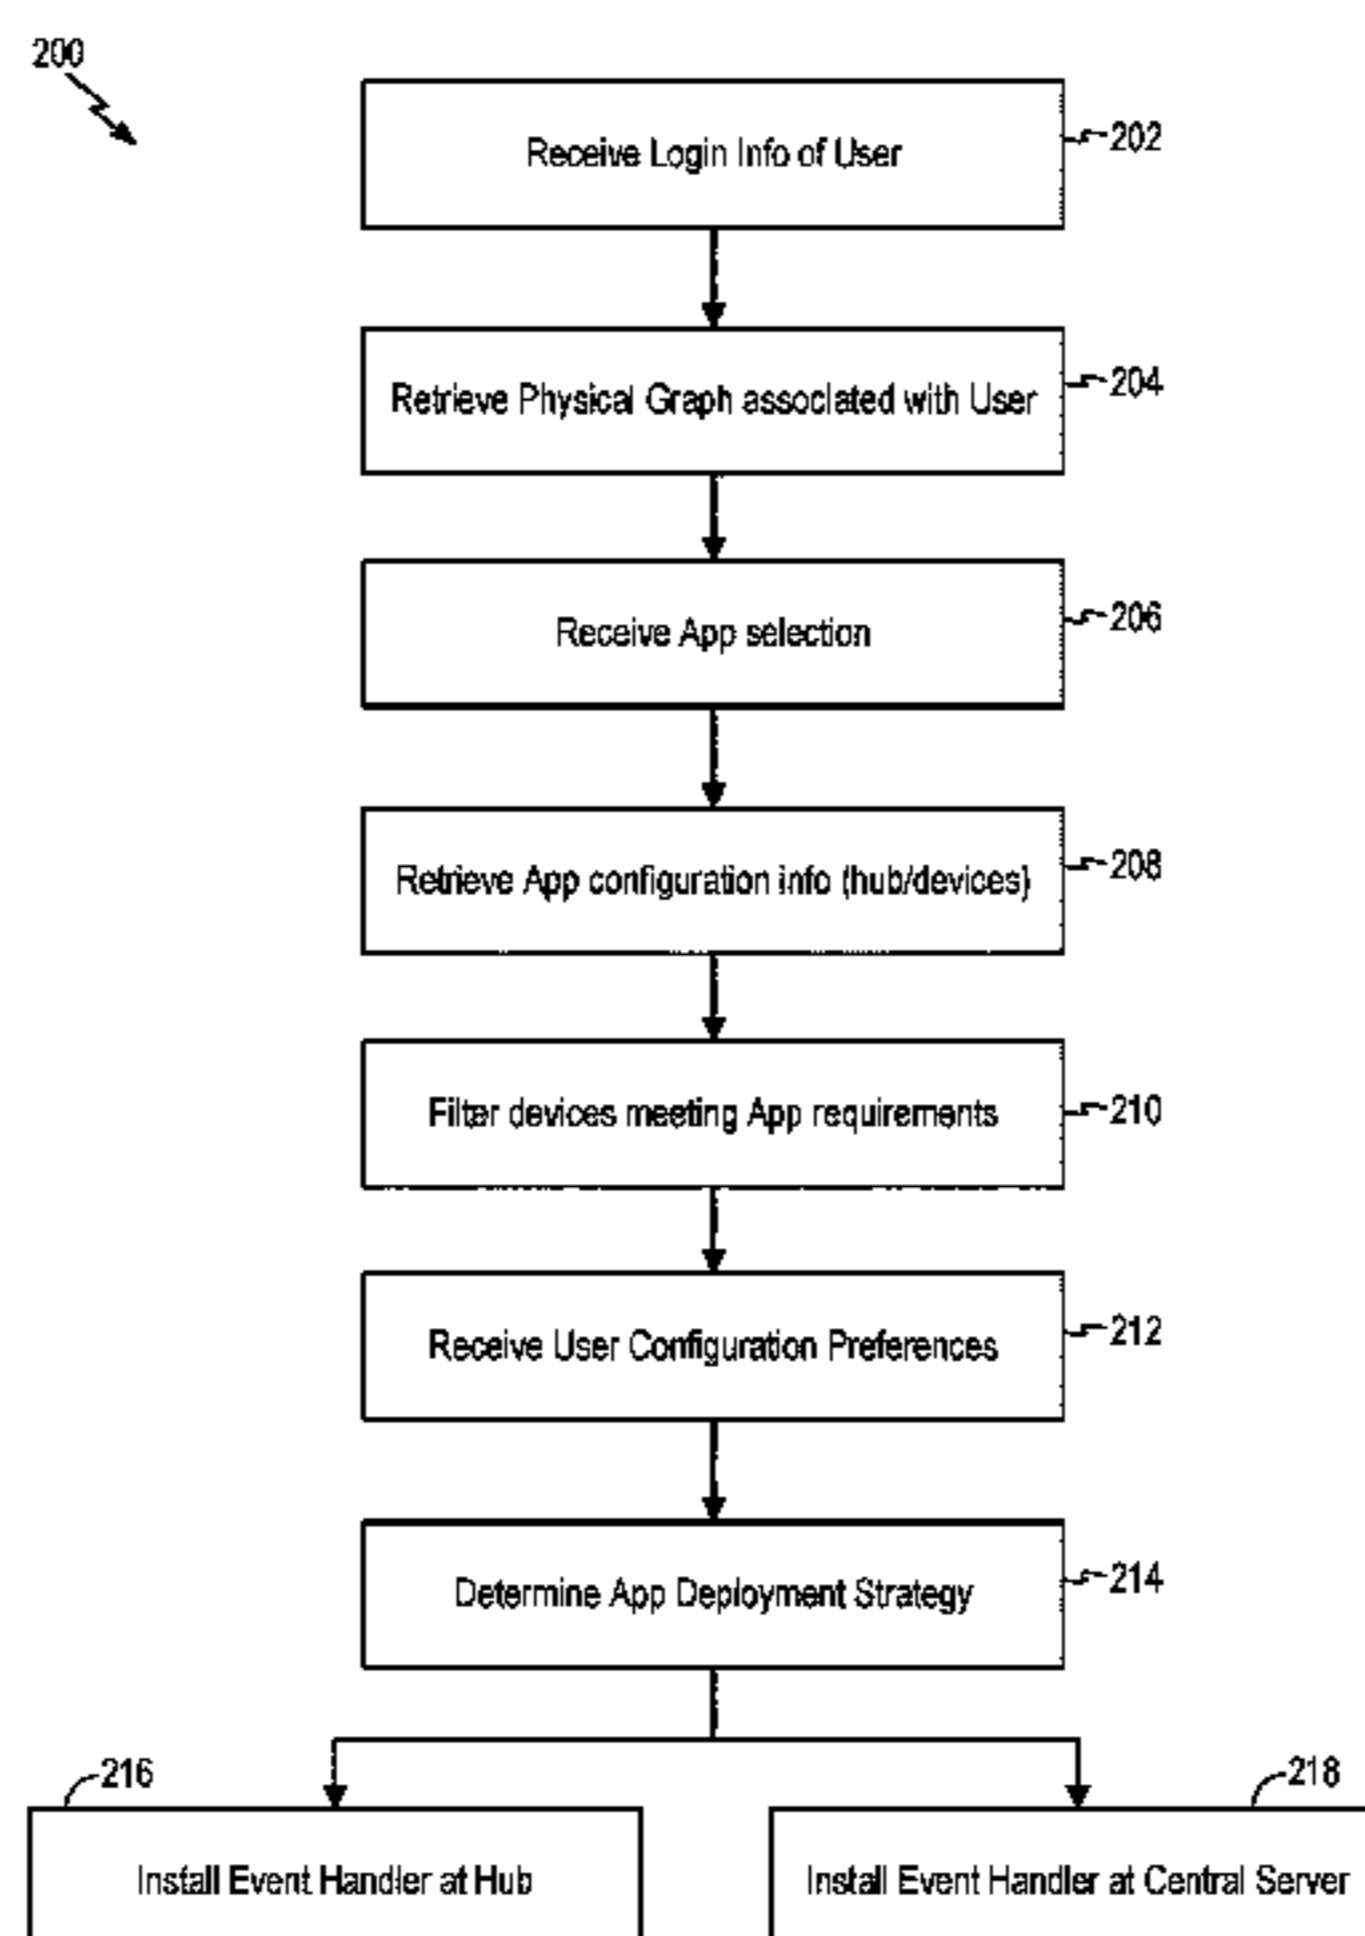 200
Receive Login Info of User
202
Retrieve Physical Graph associated with User
204
Receive App selection
206
Retrieve App configuration info (hub/devices)
208
Filter devices meeting App requirements
210
Receive User Configuration Preferences
212
Determine App Deployment Strategy
214
216
Install Event Handler at Hub
218
Install Event Handler at Central Server